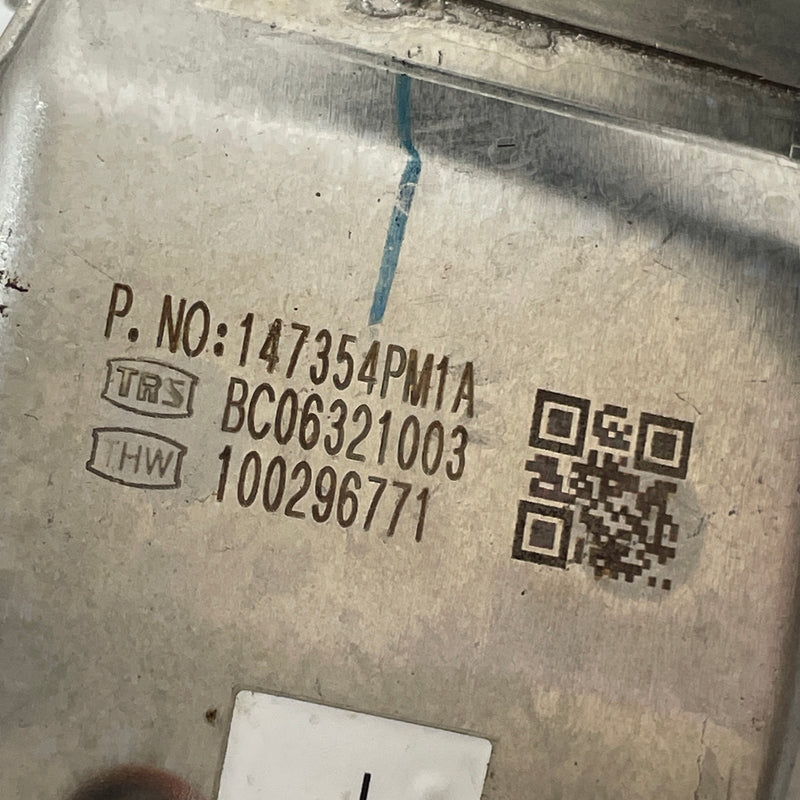 P. NO:147354PM1A
TRS BC06321003
THW 100296771